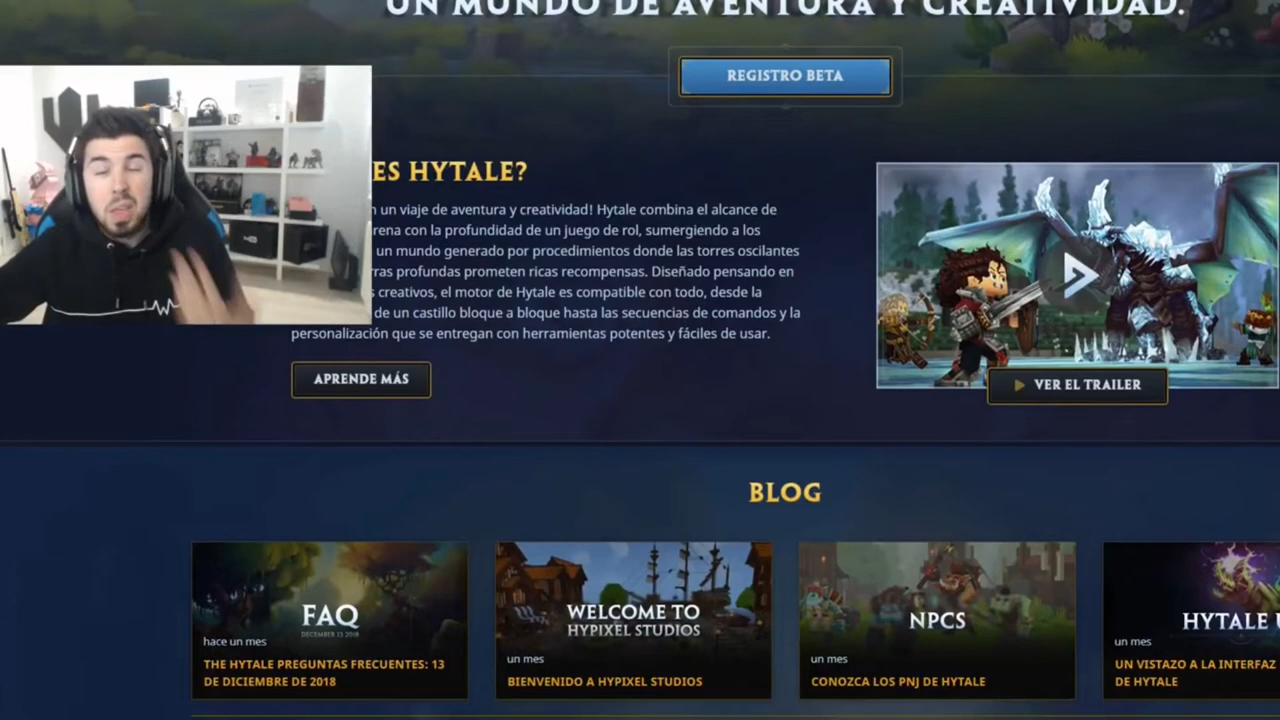 UN MUNDO DE AVENTURA Y CREATIVIDAD.
REGISTRO BETA
ES HYTALE?
un viaje de aventura y creatividad! Hytale combina el alcance de
con la profundidad de un juego de rol, sumergiendo a los
un mundo generado por procedimientos donde las torres oscilantes
profundas prometen ricas recompensas. Diseñado pensando en
creativos, el motor de Hytale es compatible con todo, desde la
de un castillo bloque a bloque hasta las secuencias de comandos y la
personalización que se entregan con herramientas potentes y fáciles de usar.
APRENDE MÁS
VER EL TRAILER
BLOG
FAQ
DECEMBER 13 2018
hace un mes
THE HYTALE PREGUNTAS FRECUENTES: 13
DE DICIEMBRE DE 2018
WELCOME TO
HYPIXEL STUDIOS
un mes
BIENVENIDO A HYPIXEL STUDIOS
NPCS
un mes
CONOZCA LOS PNJ DE HYTALE
HYTALE
un mes
UN VISTAZO A LA INTERFAZ
DE HYTALE